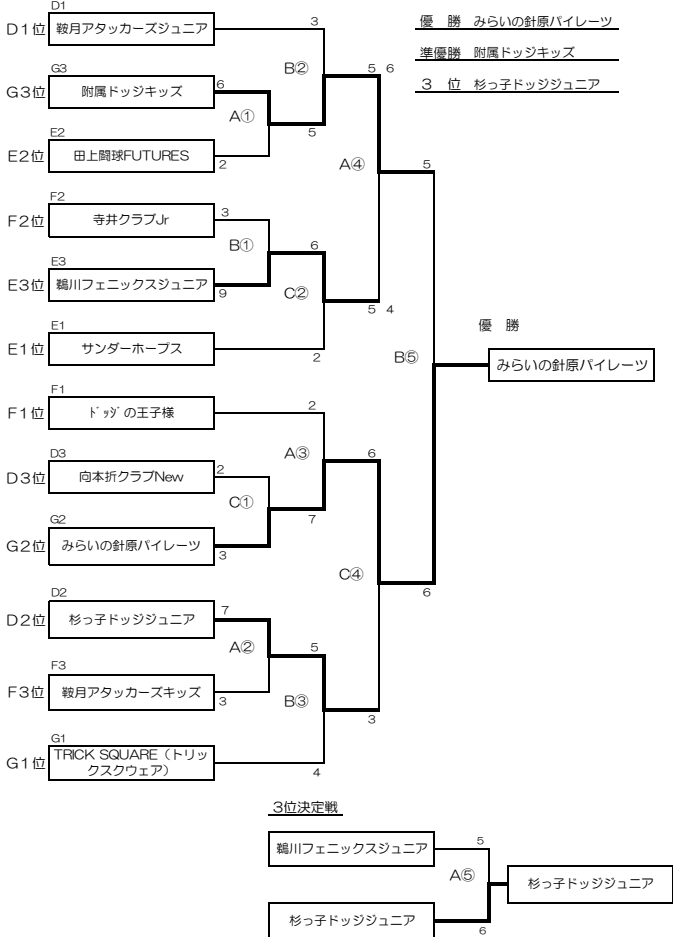 D1
D1位
鞍月アタッカーズジュニア
3
優　勝　みらいの針原パイレーツ
準優勝　附属ドッジキッズ
3　位　杉っ子ドッジジュニア
B②
5 6
G3
G3位
附属ドッジキッズ
6
A①
5
E2
E2位
田上闘球FUTURES
2
A④
5
F2
F2位
寺井クラブJr
3
B①
6
E3
E3位
鵜川フェニックスジュニア
9
C②
5 4
E1
E1位
サンダーホープス
2
B⑤
優　勝
みらいの針原パイレーツ
F1
F1位
ﾄﾞｯｼﾞの王子様
2
A③
6
D3
D3位
向本折クラブNew
2
C①
7
G2
G2位
みらいの針原パイレーツ
3
C④
6
D2
D2位
杉っ子ドッジジュニア
7
A②
5
F3
F3位
鞍月アタッカーズキッズ
3
B③
3
G1
G1位
TRICK SQUARE（トリッ
クスクウェア）
4
3位決定戦
鵜川フェニックスジュニア
5
A⑤
杉っ子ドッジジュニア
杉っ子ドッジジュニア
6